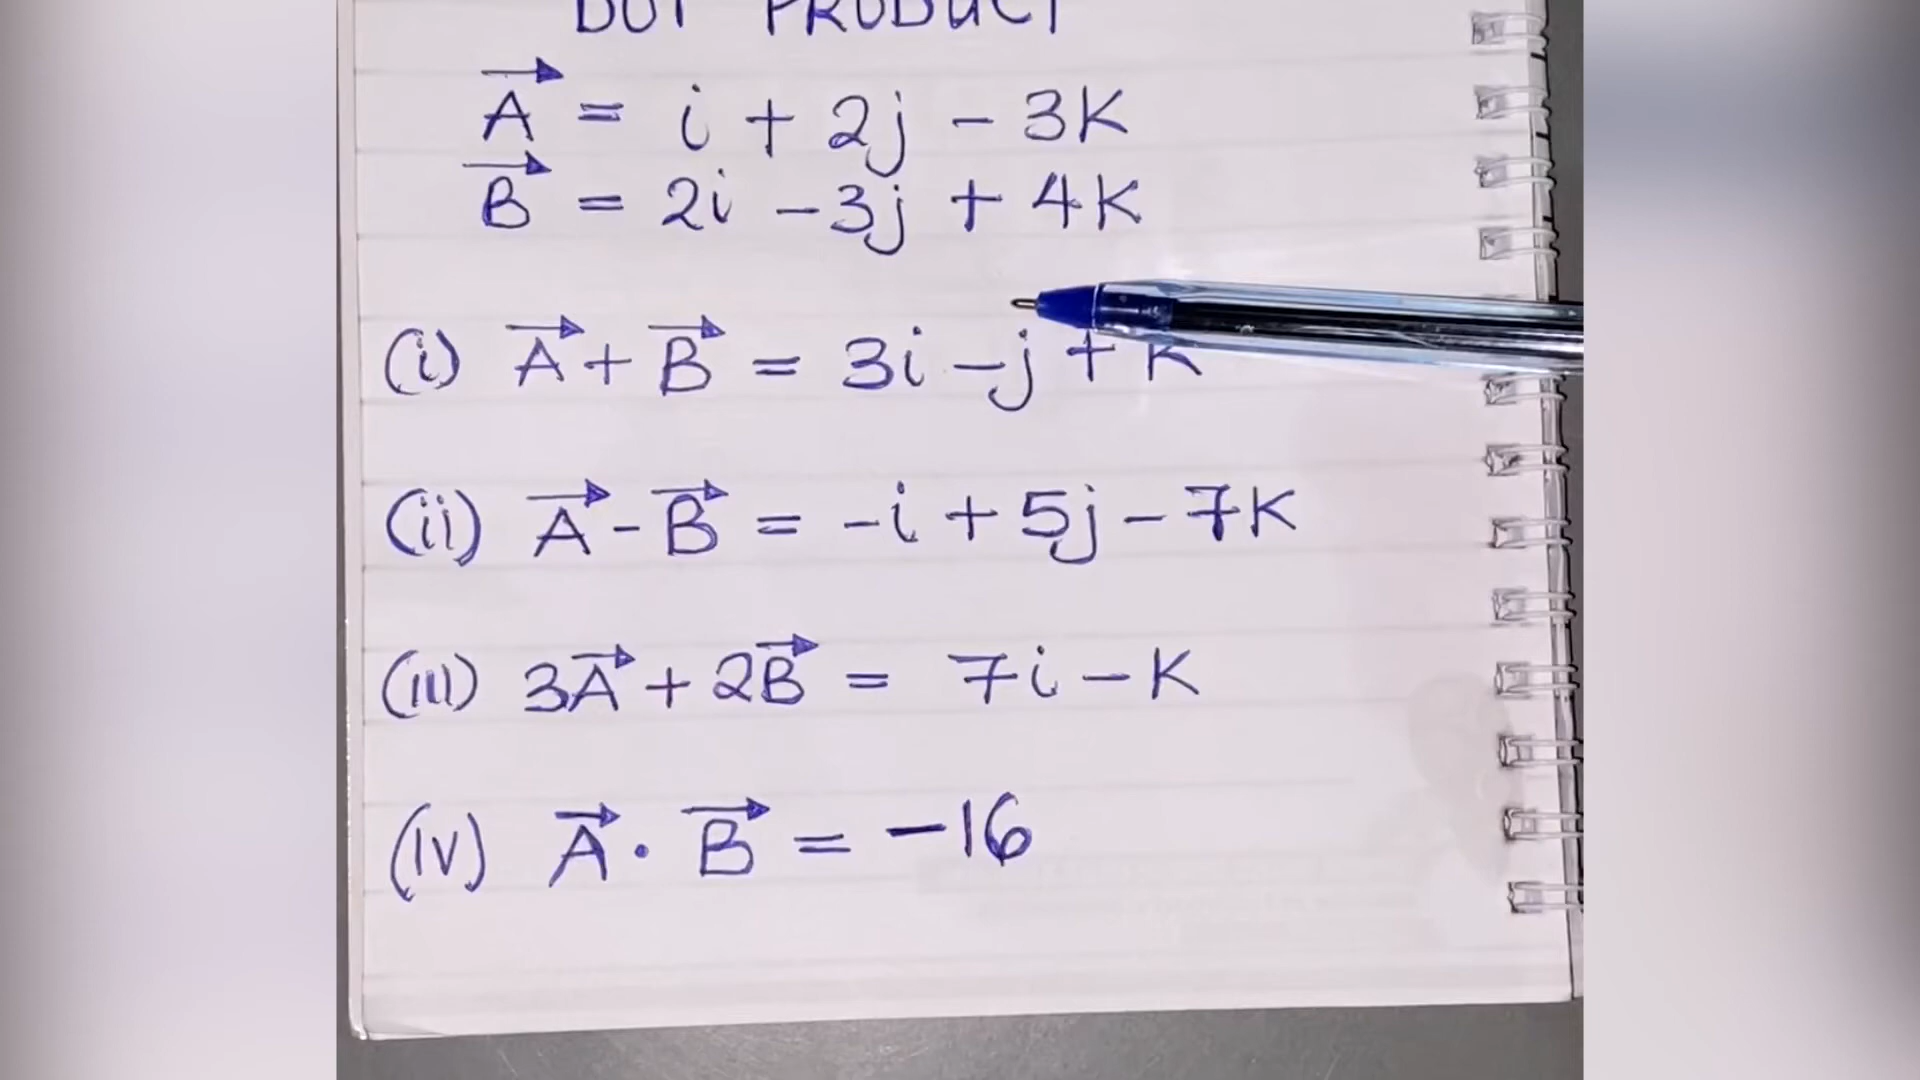 DOT PRODUCT
A⃗ = i + 2j - 3K
B⃗ = 2i - 3j + 4K
(i) A⃗ + B⃗ = 3i - j + K
(ii) A⃗ - B⃗ = -i + 5j - 7K
(iii) 3A⃗ + 2B⃗ = 7i - K
(iv) A⃗ · B⃗ = -16